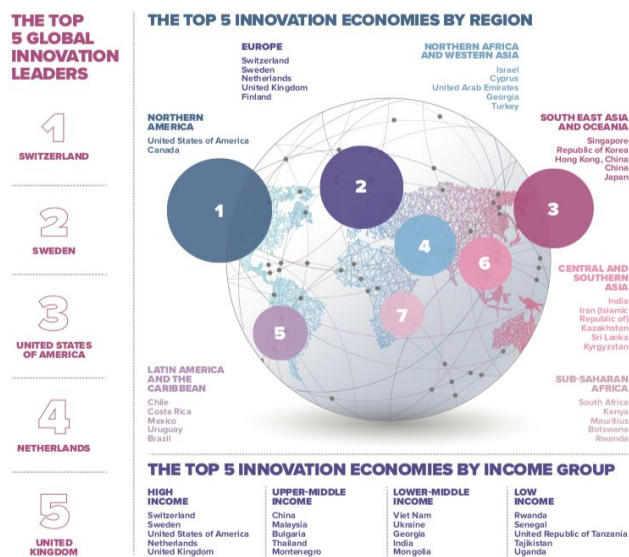 THE TOP
5 GLOBAL
INNOVATION
LEADERS
1
SWITZERLAND
2
SWEDEN
3
UNITED STATES
OF AMERICA
4
NETHERLANDS
5
UNITED
KINGDOM
THE TOP 5 INNOVATION ECONOMIES BY REGION
EUROPE
Switzerland
Sweden
Netherlands
United Kingdom
Finland
NORTHERN AFRICA
AND WESTERN ASIA
Israel
Cyprus
United Arab Emirates
Georgia
Turkey
NORTHERN
AMERICA
United States of America
Canada
SOUTH EAST ASIA
AND OCEANIA
Singapore
Republic of Korea
Hong Kong, China
China
Japan
1
2
3
4
5
6
7
CENTRAL AND
SOUTHERN
ASIA
India
Iran (Islamic
Republic of)
Kazakhstan
Sri Lanka
Kyrgyzstan
LATIN AMERICA
AND THE
CARIBBEAN
Chile
Costa Rica
Mexico
Uruguay
Brazil
SUB-SAHARAN
AFRICA
South Africa
Kenya
Mauritius
Botswana
Rwanda
THE TOP 5 INNOVATION ECONOMIES BY INCOME GROUP
HIGH
INCOME
Switzerland
Sweden
United States of America
Netherlands
United Kingdom
UPPER-MIDDLE
INCOME
China
Malaysia
Bulgaria
Thailand
Montenegro
LOWER-MIDDLE
INCOME
Viet Nam
Ukraine
Georgia
India
Mongolia
LOW
INCOME
Rwanda
Senegal
United Republic of Tanzania
Tajikistan
Uganda